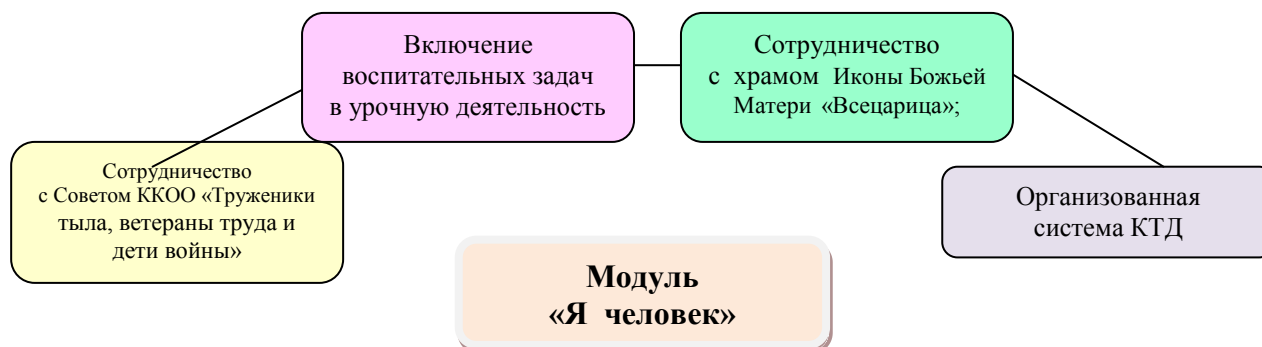 Включение
воспитательных задач
в урочную деятельность
Сотрудничество
с храмом Иконы Божьей
Матери «Всецарица»;
Сотрудничество
с Советом ККОО «Труженики
тыла, ветераны труда и
дети войны»
Организованная
система КТД
Модуль
«Я человек»